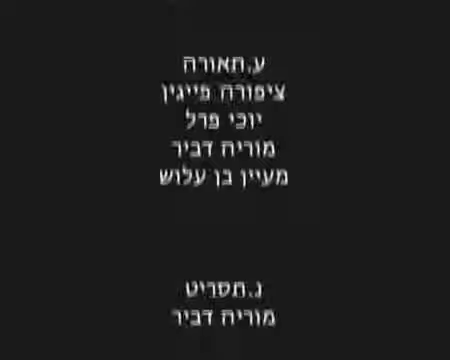 ע.תאורה
ציפורה פייגין
יוכי פרל
מוריה דביר
מעיין בן עלוש
נ.תסריט
מוריה דביר